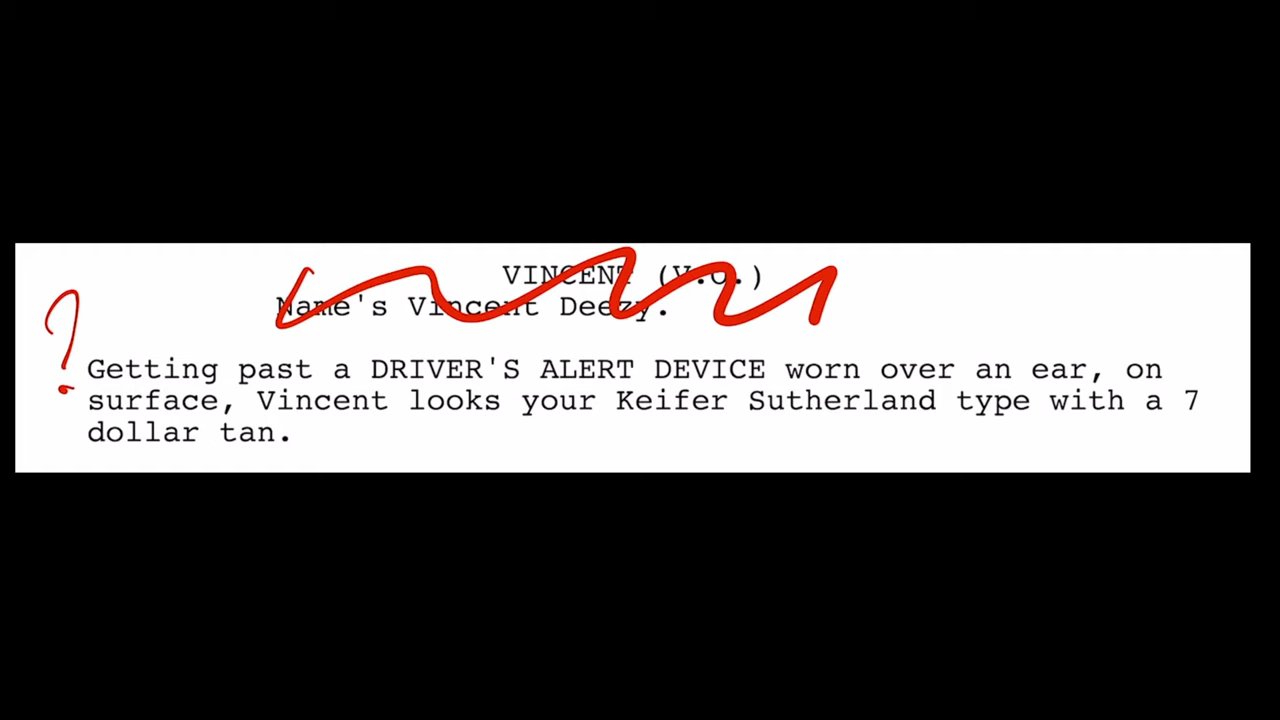 VINCENT (V.O.)
Name's Vincent Deezy.
?
Getting past a DRIVER'S ALERT DEVICE worn over an ear, on
surface, Vincent looks your Keifer Sutherland type with a 7
dollar tan.